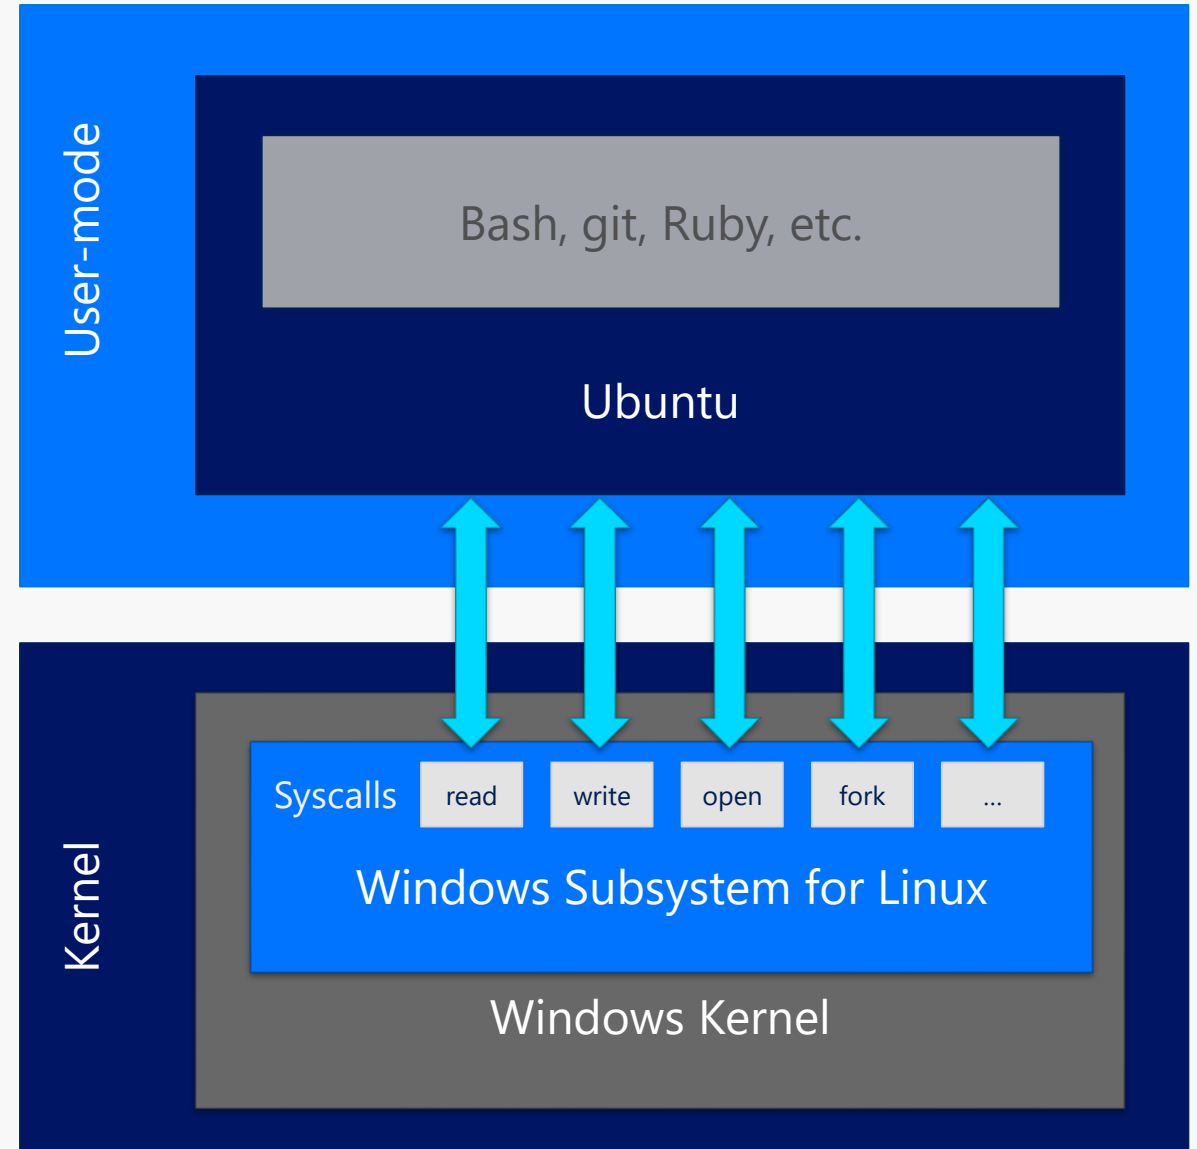 User-mode
Bash, git, Ruby, etc.
Ubuntu
Kernel
Syscalls read write open fork ...
Windows Subsystem for Linux
Windows Kernel